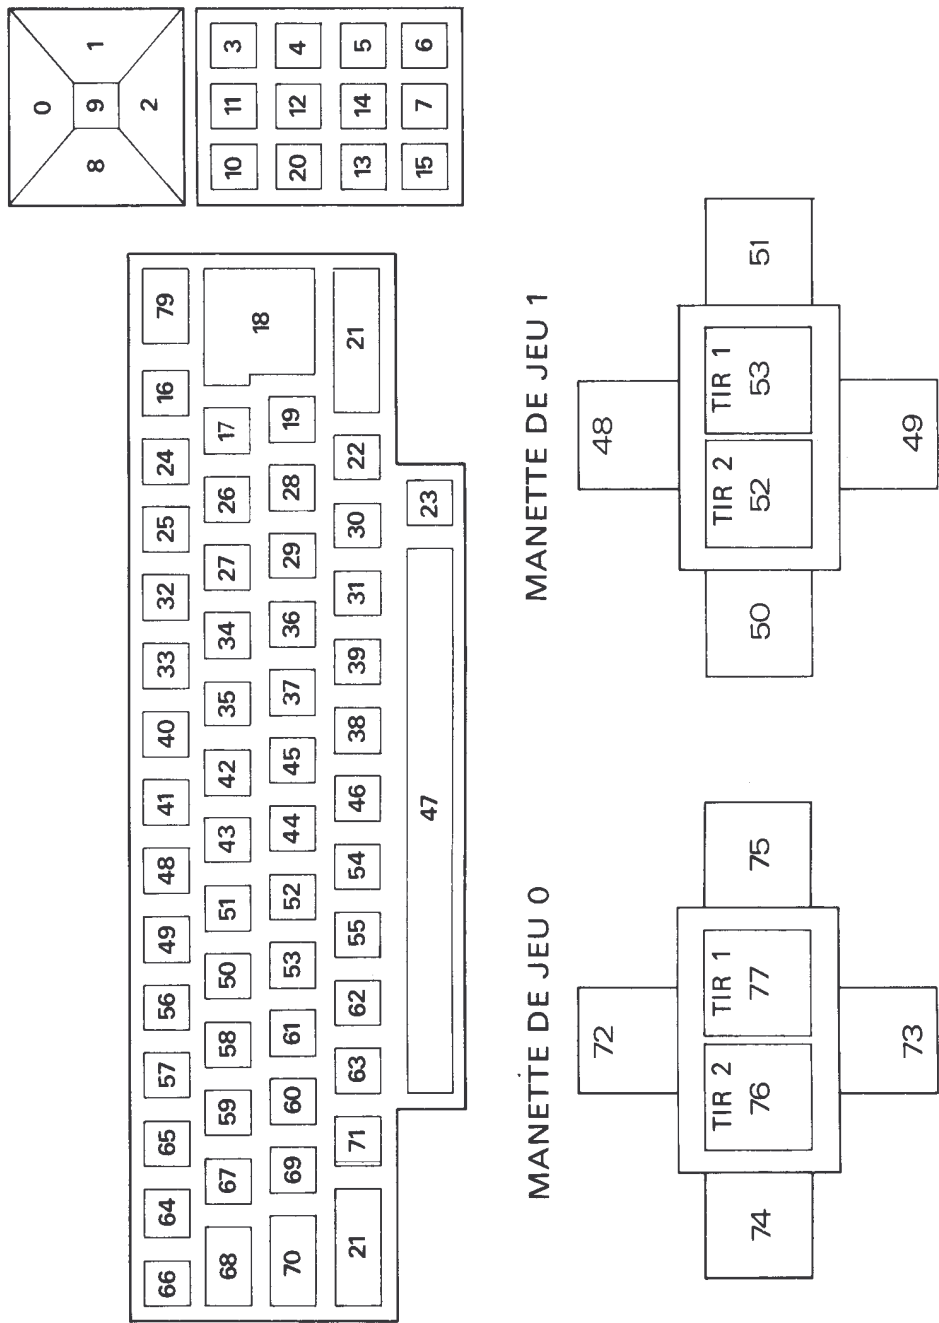 66 64 65 57 56 49 48 41 40 33 32 25 24 16 79
68 67 59 58 50 51 43 42 35 34 27 26 17 18
70 69 60 61 53 52 44 45 37 36 29 28 19
21 71 63 62 55 54 46 38 39 31 30 22 21
47 23
0
8 9 1
2
10 11 3
20 12 4
13 14 5
15 7 6
MANETTE DE JEU 0
72
TIR 2 TIR 1
74 76 77 75
73
MANETTE DE JEU 1
48
TIR 2 TIR 1
50 52 53 51
49